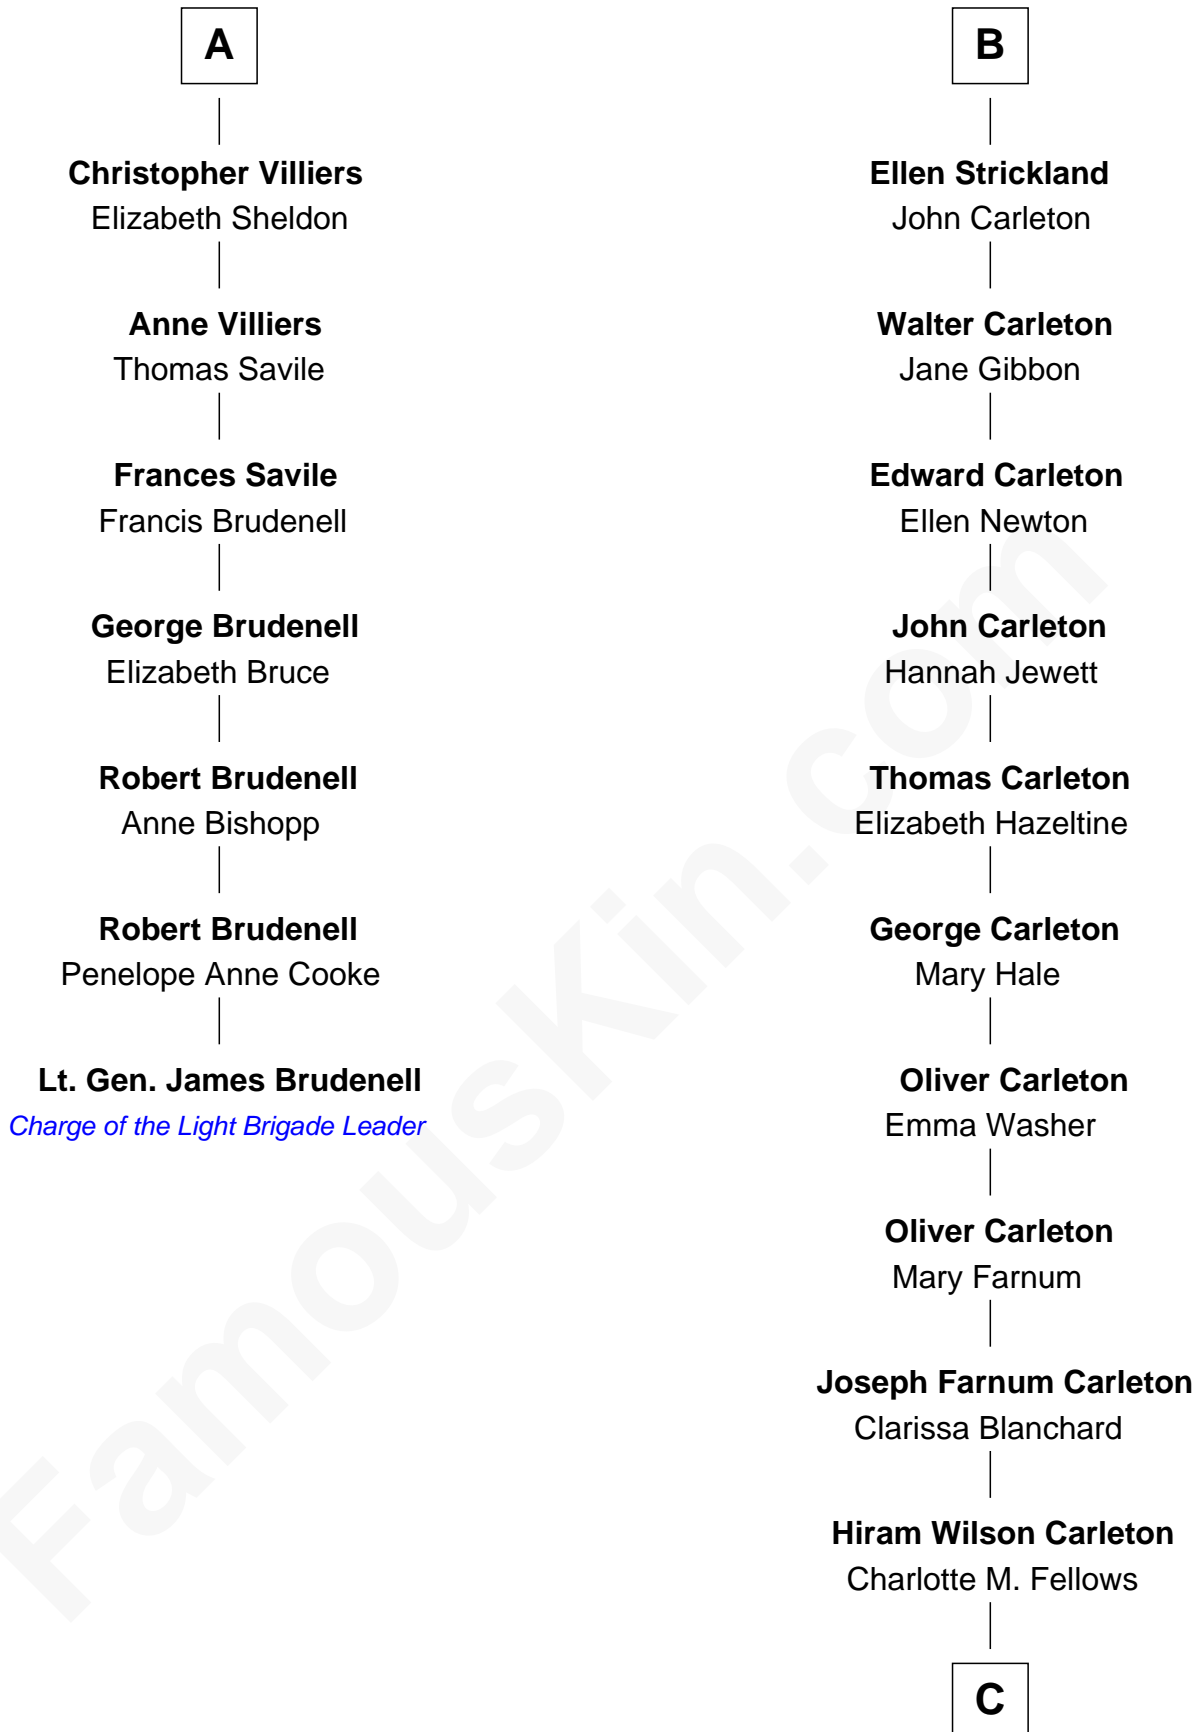 A
Christopher Villiers
Elizabeth Sheldon
Anne Villiers
Thomas Savile
Frances Savile
Francis Brudenell
George Brudenell
Elizabeth Bruce
Robert Brudenell
Anne Bishopp
Robert Brudenell
Penelope Anne Cooke
Lt. Gen. James Brudenell
Charge of the Light Brigade Leader
B
Ellen Strickland
John Carleton
Walter Carleton
Jane Gibbon
Edward Carleton
Ellen Newton
John Carleton
Hannah Jewett
Thomas Carleton
Elizabeth Hazeltine
George Carleton
Mary Hale
Oliver Carleton
Emma Washer
Oliver Carleton
Mary Farnum
Joseph Farnum Carleton
Clarissa Blanchard
Hiram Wilson Carleton
Charlotte M. Fellows
C
FamousKin.com